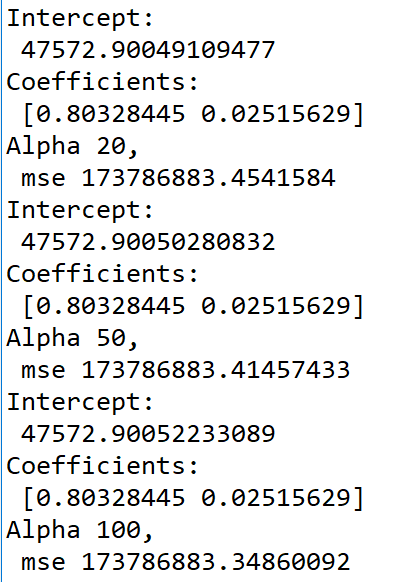 Intercept:
 47572.90049109477
Coefficients:
 [0.80328445 0.02515629]
Alpha 20,
 mse 173786883.4541584
Intercept:
 47572.90050280832
Coefficients:
 [0.80328445 0.02515629]
Alpha 50,
 mse 173786883.41457433
Intercept:
 47572.90052233089
Coefficients:
 [0.80328445 0.02515629]
Alpha 100,
 mse 173786883.34860092